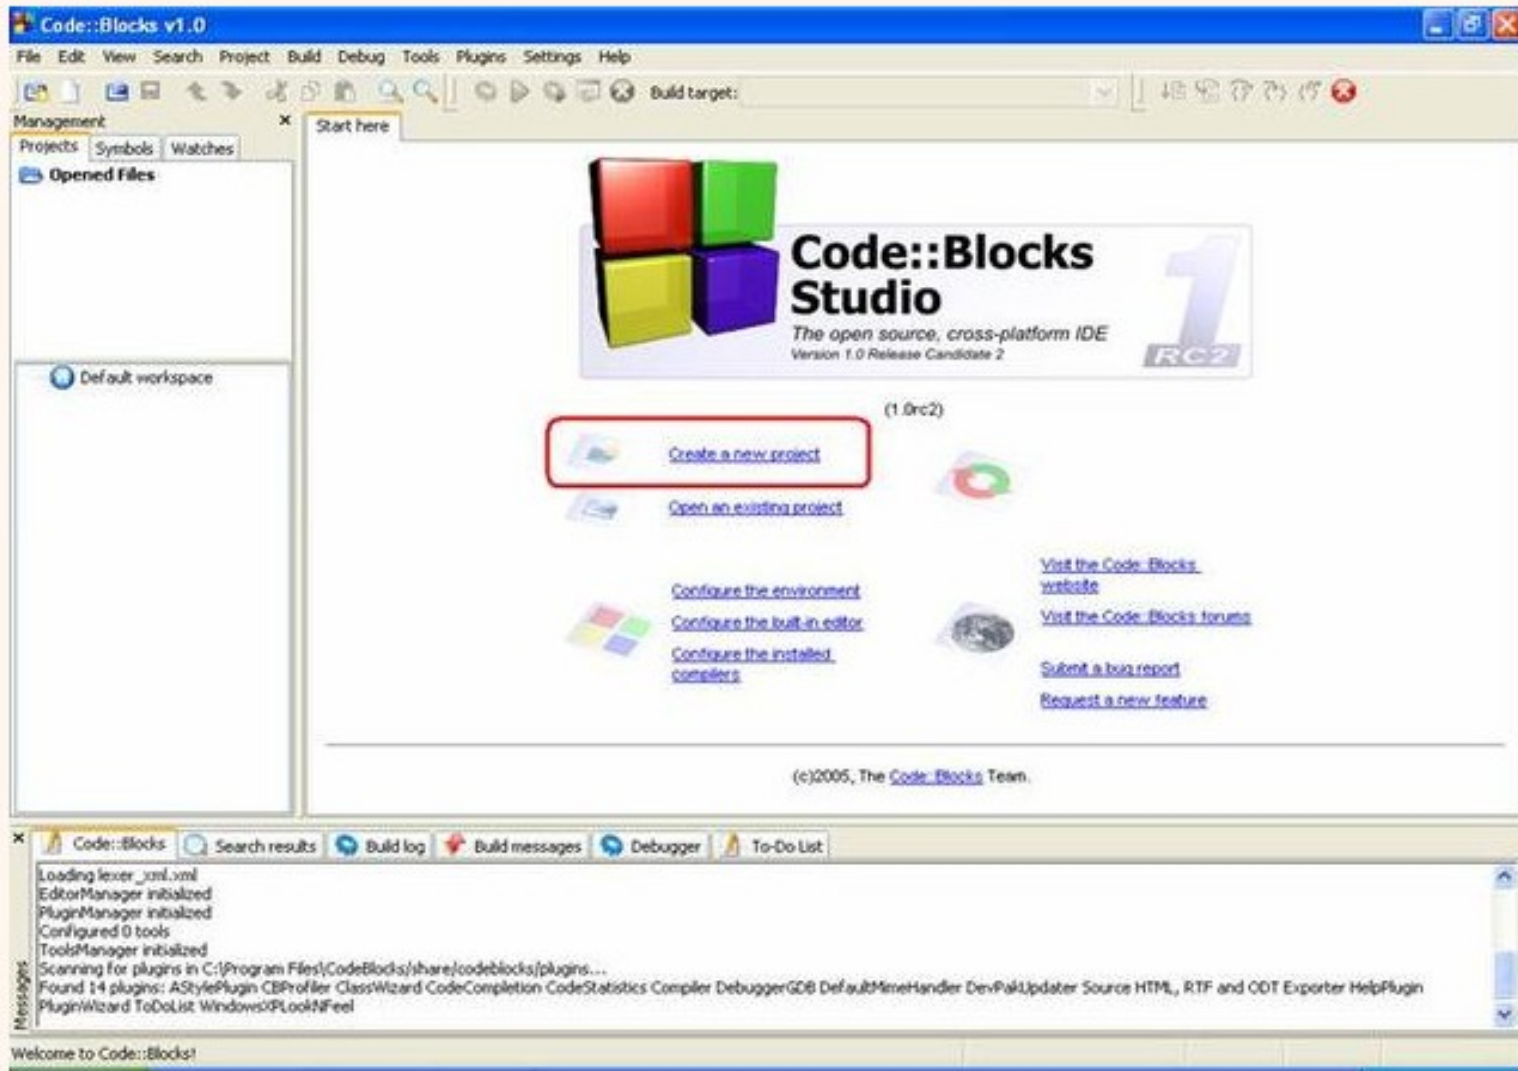 Code::Blocks v1.0
File Edit View Search Project Build Debug Tools Plugins Settings Help
Build target:
Management
Start here
Projects Symbols Watches
Opened Files
Default workspace
Code::Blocks
Studio
The open source, cross-platform IDE
Version 1.0 Release Candidate 2
1
RC2
(1.0rc2)
Create a new project
Open an existing project
Configure the environment
Configure the built-in editor
Configure the installed
compilers
Visit the Code::Blocks
website
Visit the Code::Blocks forums
Submit a bug report
Request a new feature
(c)2005, The Code::Blocks Team.
Code::Blocks Search results Build log Build messages Debugger To-Do List
Messages
Loading lexer_xml.xml
EditorManager initialized
PluginManager initialized
Configured 0 tools
ToolsManager initialized
Scanning for plugins in C:\Program Files\CodeBlocks/share/codeblocks/plugins...
Found 14 plugins: AStylePlugin CBProfiler ClassWizard CodeCompletion CodeStatistics Compiler DebuggerGDB DefaultMimeHandler DevPakUpdater Source HTML, RTF and ODT Exporter HelpPlugin
PluginWizard ToDoList WindowsXPLookNFeel
Welcome to Code::Blocks!